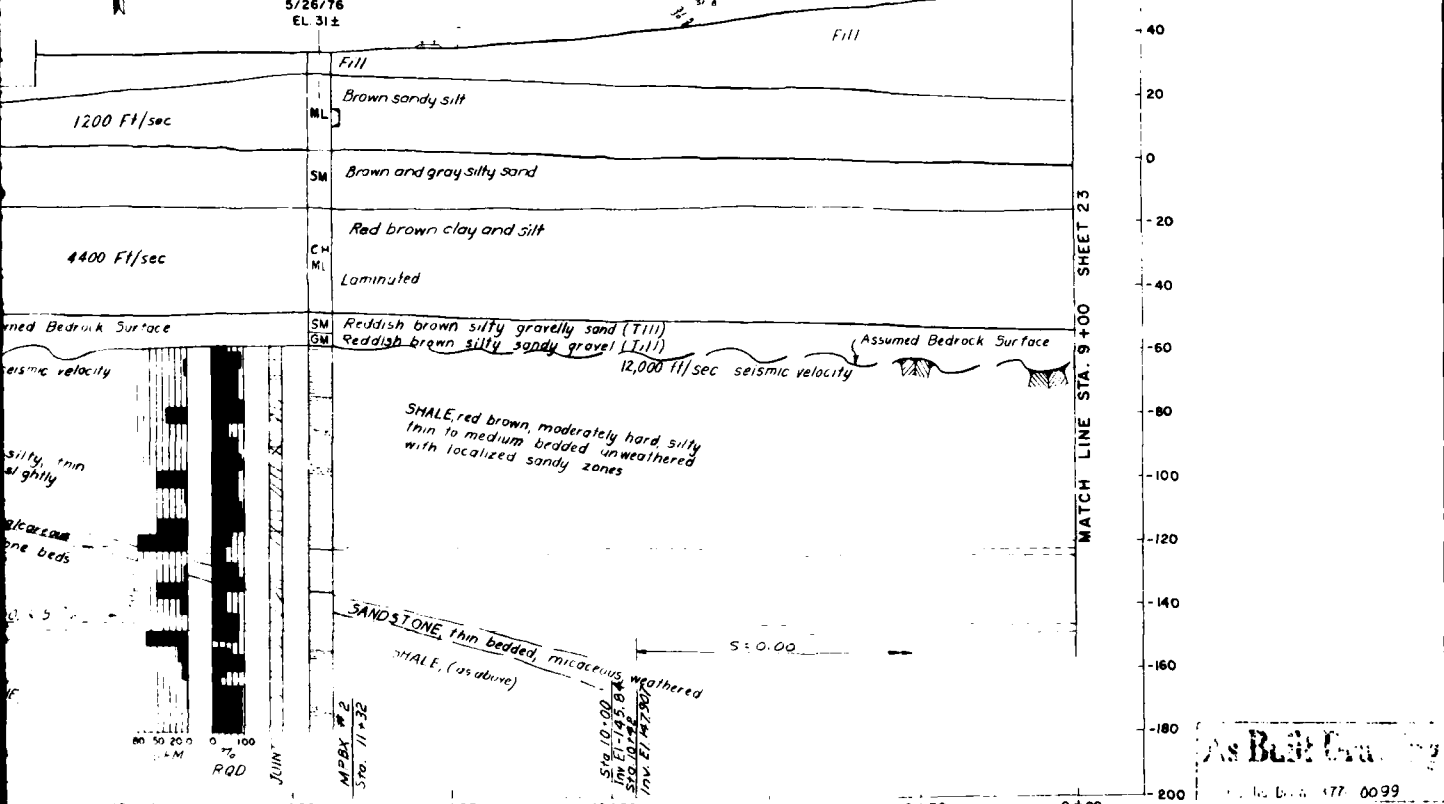 5/26/76
EL. 31±
Fill
Fill
Brown sandy silt
1200 Ft/sec
ML
SM
Brown and gray silty sand
Red brown clay and silt
4400 Ft/sec
CH
ML
Laminated
Bedrock Surface
SM
Reddish brown silty gravelly sand (Till)
GM
Reddish brown silty sandy gravel (Till)
Assumed Bedrock Surface
seismic velocity
12,000 ft/sec seismic velocity
SHALE, red brown, moderately hard, silty
thin to medium bedded unweathered
with localized sandy zones
silty, thin
slightly
beds
SANDSTONE, thin bedded, micaceous, weathered
SHALE, (as above)
S=0.00
MPBX #2
Sta. 11+32
Sta 10+00
80 50 20 0
0 % 100
RQD
MATCH LINE STA. 9+00 SHEET 23
40
20
0
-20
-40
-60
-80
-100
-120
-140
-160
-180
-200
As Built
0099